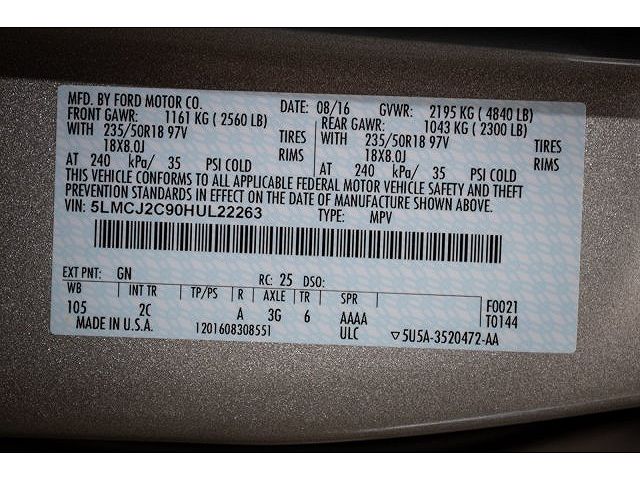 MFD. BY FORD MOTOR CO. DATE: 08/16 GVWR: 2195 KG ( 4840 LB)
FRONT GAWR: 1161 KG ( 2560 LB) REAR GAWR: 1043 KG ( 2300 LB)
WITH 235/50R18 97V TIRES WITH 235/50R18 97V TIRES
18X8.0J RIMS 18X8.0J RIMS
AT 240 kPa/ 35 PSI COLD AT 240 kPa/ 35 PSI COLD
THIS VEHICLE CONFORMS TO ALL APPLICABLE FEDERAL MOTOR VEHICLE SAFETY AND THEFT
PREVENTION STANDARDS IN EFFECT ON THE DATE OF MANUFACTURE SHOWN ABOVE.
VIN: 5LMCJ2C90HUL22263 TYPE: MPV
EXT PNT: GN RC: 25 DSO:
WB INT TR TP/PS R AXLE TR SPR F0021
105 2C A 3G 6 AAAA T0144
MADE IN U.S.A. 1201608308551 ULC ▽5U5A-3520472-AA